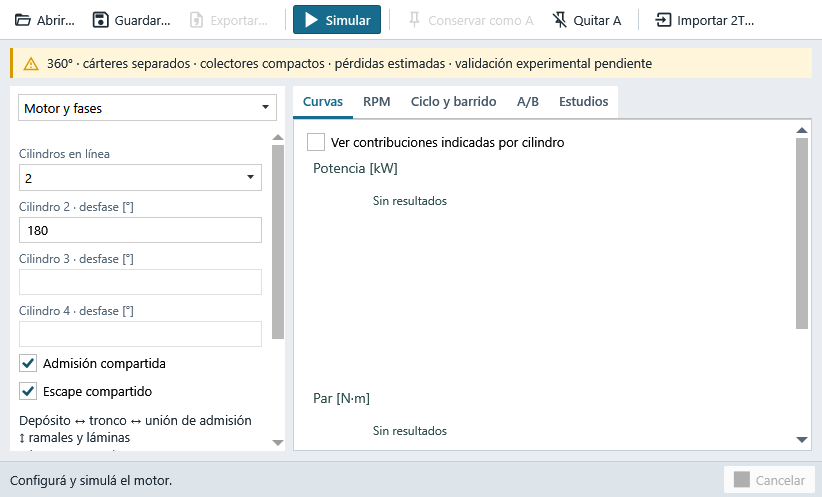 Abrir... Guardar... Exportar... Simular Conservar como A Quitar A Importar 2T...
360° · cárteres separados · colectores compactos · pérdidas estimadas · validación experimental pendiente
Motor y fases
Cilindros en línea
2
Cilindro 2 · desfase [°]
180
Cilindro 3 · desfase [°]
Cilindro 4 · desfase [°]
Admisión compartida
Escape compartido
Depósito ↔ tronco ↔ unión de admisión
↕ ramales y láminas
Curvas RPM Ciclo y barrido A/B Estudios
Ver contribuciones indicadas por cilindro
Potencia [kW]
Sin resultados
Par [N·m]
Sin resultados
Configurá y simulá el motor.
Cancelar